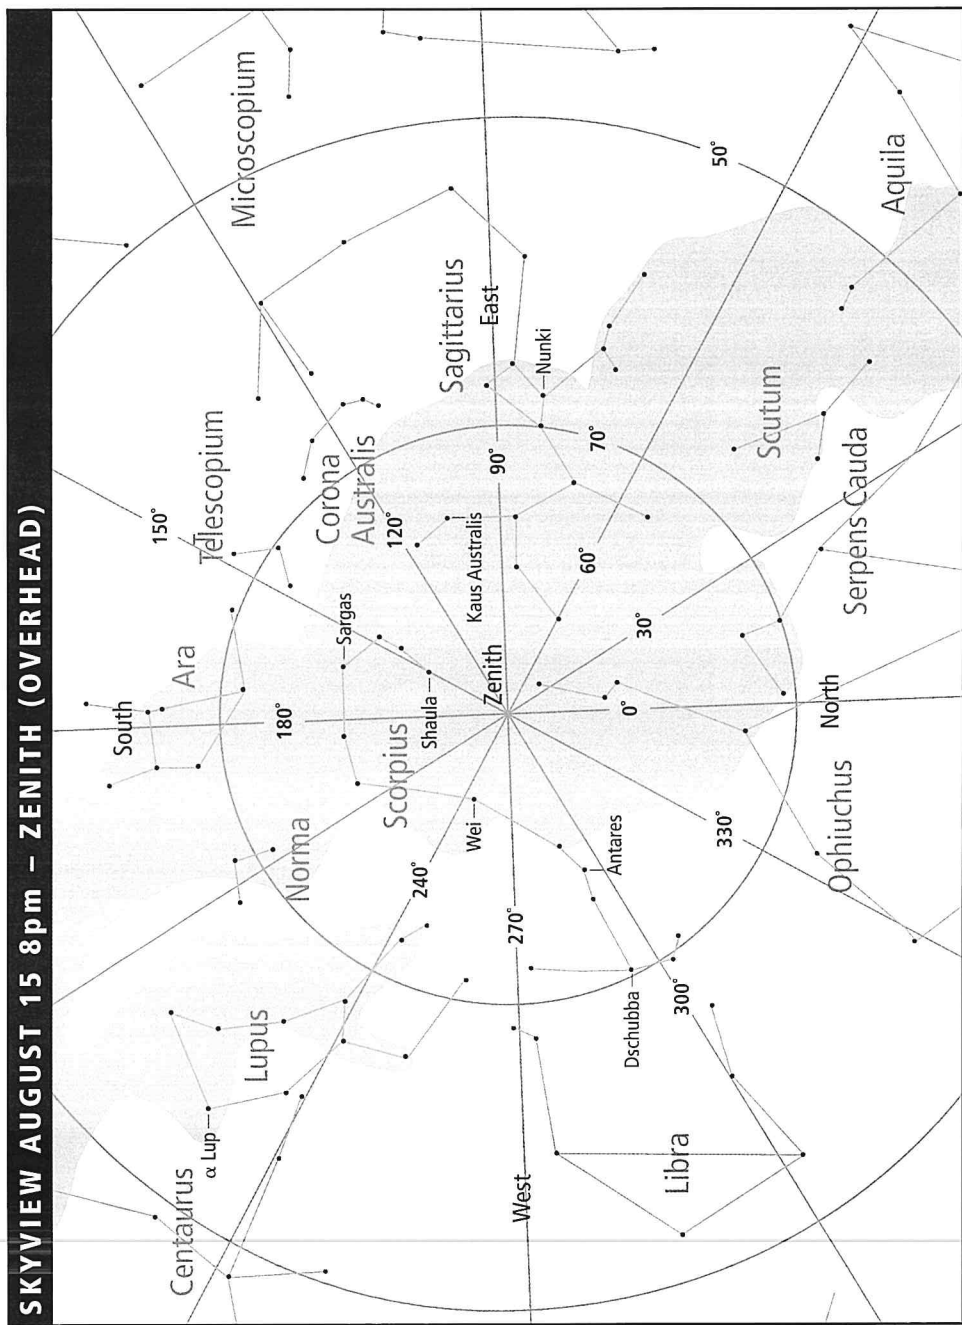 SKYVIEW AUGUST 15 8pm – ZENITH (OVERHEAD)
Centaurus
α Lup
Lupus
Norma
South
Ara
Telescopium
Microscopium
150°
180°
Sargas
Corona
Australis
240°
Scorpius
Shaula
120°
Wei
Zenith
Kaus Australis
90°
Sagittarius
East
West
270°
Nunki
70°
50°
60°
30°
Antares
0°
Dschubba
300°
330°
Libra
North
Ophiuchus
Serpens Cauda
Scutum
Aquila